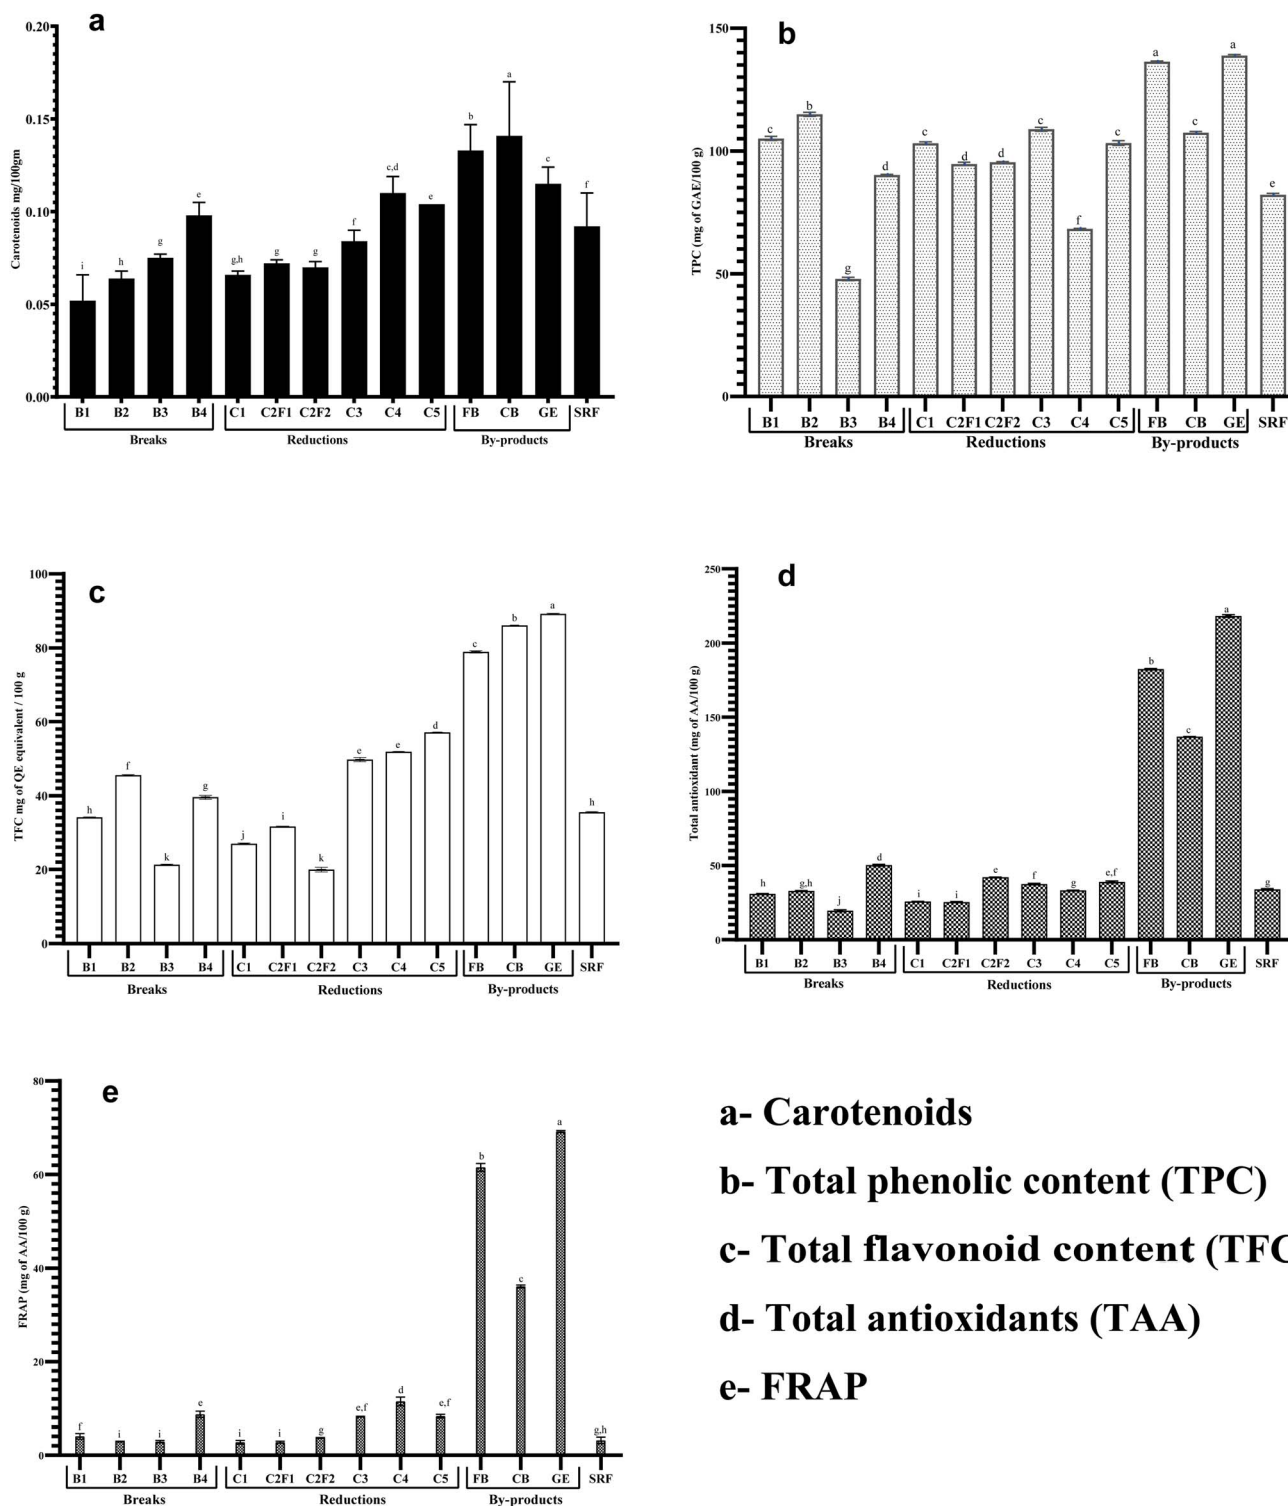 a
Carotenoids mg/100gm
0.20
0.15
0.10
0.05
0.00
i h g e g,h g g f c,d e b a c f
B1 B2 B3 B4 C1 C2F1 C2F2 C3 C4 C5 FB CB GE SRF
Breaks Reductions By-products
b
TPC (mg of GAE/100 g)
150
100
50
0
c b g d c d d c f c a c a e
B1 B2 B3 B4 C1 C2F1 C2F2 C3 C4 C5 FB CB GE SRF
Breaks Reductions By-products
c
TFC mg of QE equivalent / 100 g
100
80
60
40
20
0
h f k g j i k e e d c b a h
B1 B2 B3 B4 C1 C2F1 C2F2 C3 C4 C5 FB CB GE SRF
Breaks Reductions By-products
d
Total antioxidant (mg of AA/100 g)
250
200
150
100
50
0
h g,h j d i i e f g e,f b c a g
B1 B2 B3 B4 C1 C2F1 C2F2 C3 C4 C5 FB CB GE SRF
Breaks Reductions By-products
e
FRAP (mg of AA/100 g)
80
60
40
20
0
f i i e i i g e,f d e,f b c a g,h
B1 B2 B3 B4 C1 C2F1 C2F2 C3 C4 C5 FB CB GE SRF
Breaks Reductions By-products
a- Carotenoids
b- Total phenolic content (TPC)
c- Total flavonoid content (TFC
d- Total antioxidants (TAA)
e- FRAP